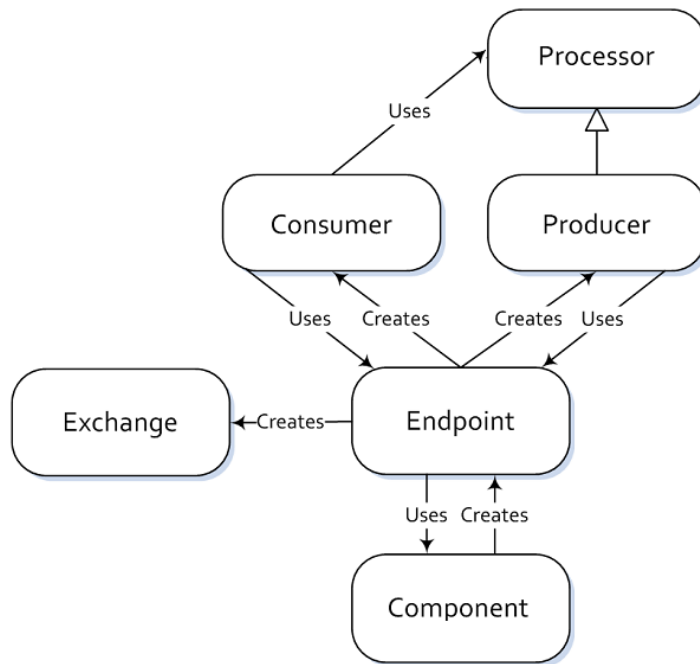 Processor
Uses
Consumer
Producer
Uses
Creates
Creates
Uses
Exchange
Creates
Endpoint
Uses
Creates
Component